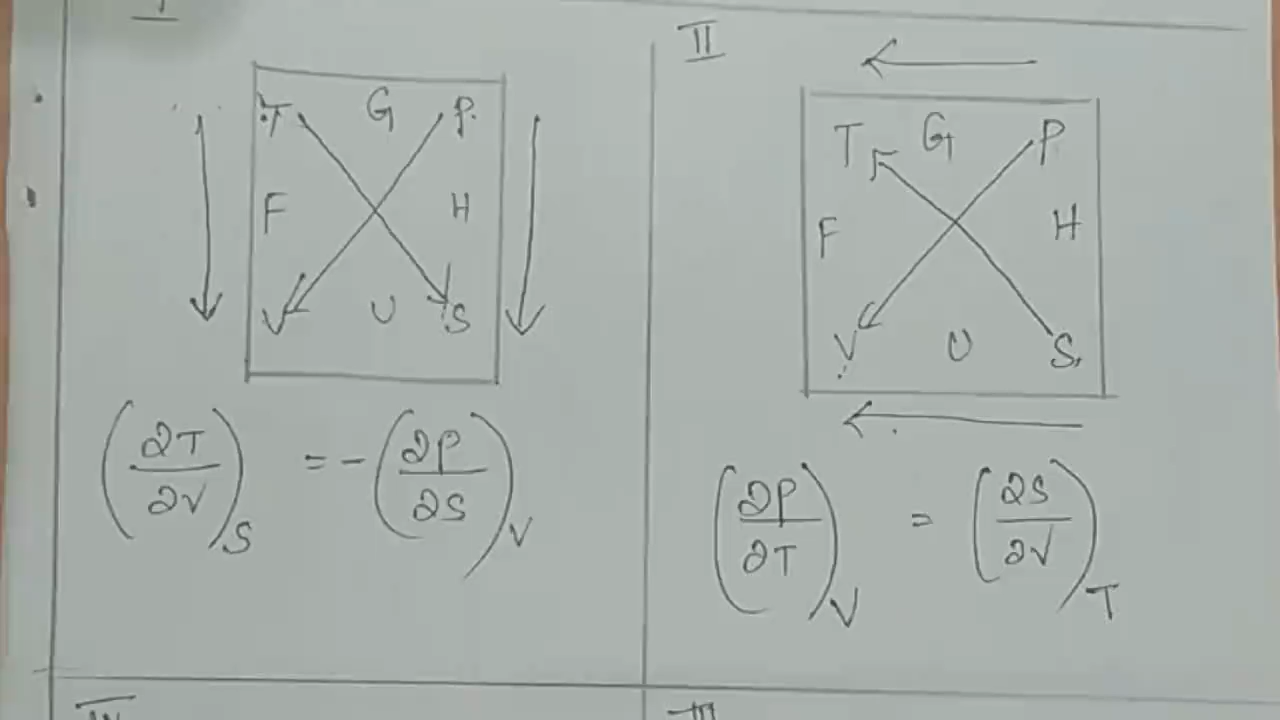 I
T G P
F H
V U S
(∂T/∂V)_S = -(∂P/∂S)_V
II
T G P
F H
V U S
(∂P/∂T)_V = (∂S/∂V)_T
IV
III